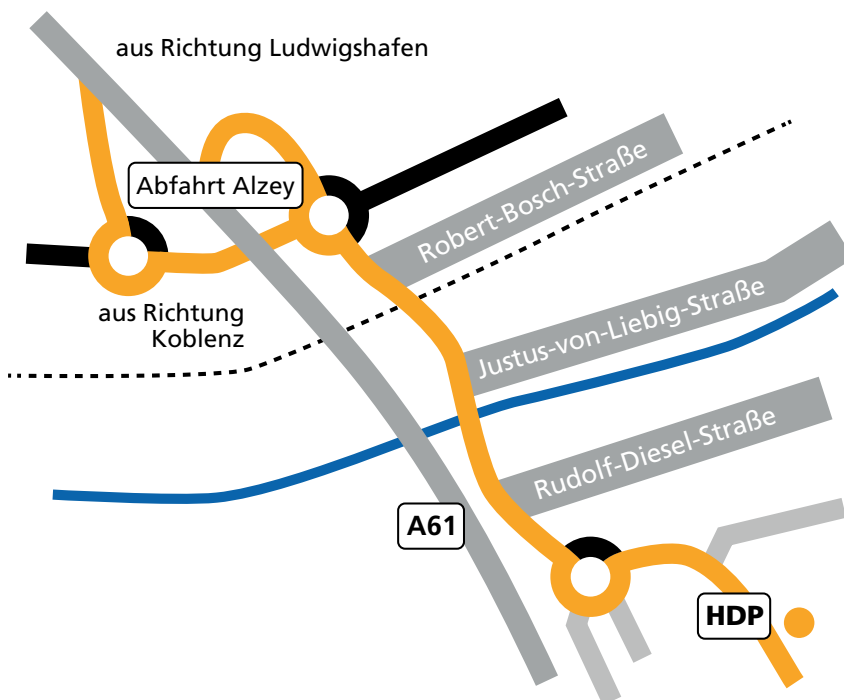 aus Richtung Ludwigshafen
Abfahrt Alzey
Robert-Bosch-Straße
aus Richtung
Koblenz
Justus-von-Liebig-Straße
Rudolf-Diesel-Straße
A61
HDP